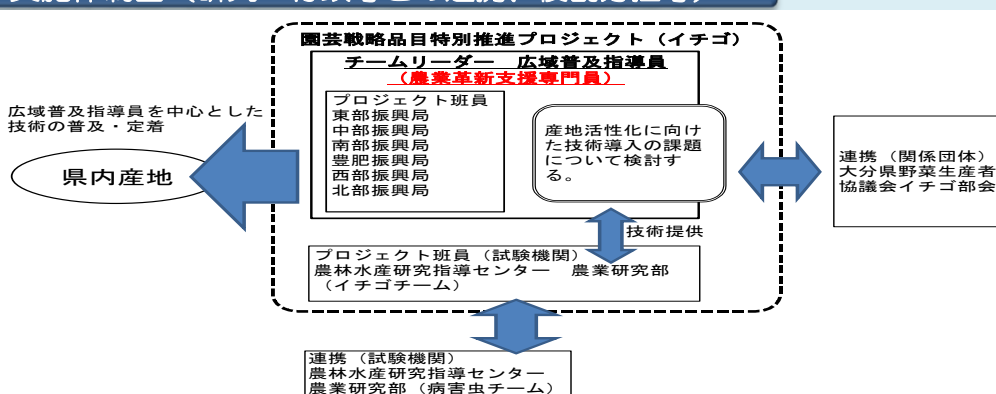 園芸戦略品目特別推進プロジェクト（イチゴ）
チームリーダー　広域普及指導員
（農業革新支援専門員）
プロジェクト班員
東部振興局
中部振興局
南部振興局
豊肥振興局
西部振興局
北部振興局
産地活性化に向け
た技術導入の課題
について検討す
る。
広域普及指導員を中心とした
技術の普及・定着
県内産地
連携（関係団体）
大分県野菜生産者
協議会イチゴ部会
技術提供
プロジェクト班員（試験機関）
農林水産研究指導センター　農業研究部
（イチゴチーム）
連携（試験機関）
農林水産研究指導センター
農業研究部（病害虫チーム）